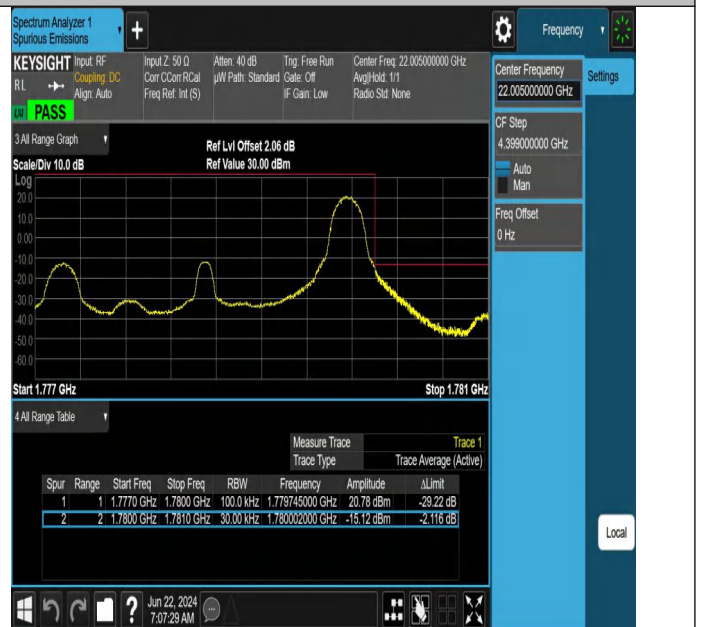 Spectrum Analyzer 1
Spurious Emissions
+
Frequency
KEYSIGHT Input: RF Input Z: 50 Ω Atten: 40 dB Trig: Free Run Center Freq: 22.005000000 GHz
RL Coupling: DC Corr CCorr RCal µW Path: Standard Gate: Off Avg|Hold: 1/1
Align: Auto Freq Ref: Int (S) IF Gain: Low Radio Std: None
PASS
Center Frequency
22.005000000 GHz
Settings
CF Step
4.399000000 GHz
Auto
Man
Freq Offset
0 Hz
3 All Range Graph
Ref Lvl Offset 2.06 dB
Scale/Div 10.0 dB Ref Value 30.00 dBm
Log
20.0
10.0
0.00
-10.0
-20.0
-30.0
-40.0
-50.0
-60.0
Start 1.777 GHz Stop 1.781 GHz
4 All Range Table
Measure Trace Trace 1
Trace Type Trace Average (Active)
Spur Range Start Freq Stop Freq RBW Frequency Amplitude ΔLimit
1 1 1.7770 GHz 1.7800 GHz 100.0 kHz 1.779745000 GHz 20.78 dBm -29.22 dB
2 2 1.7800 GHz 1.7810 GHz 30.00 kHz 1.780002000 GHz -15.12 dBm -2.116 dB
Local
? Jun 22, 2024
7:07:29 AM